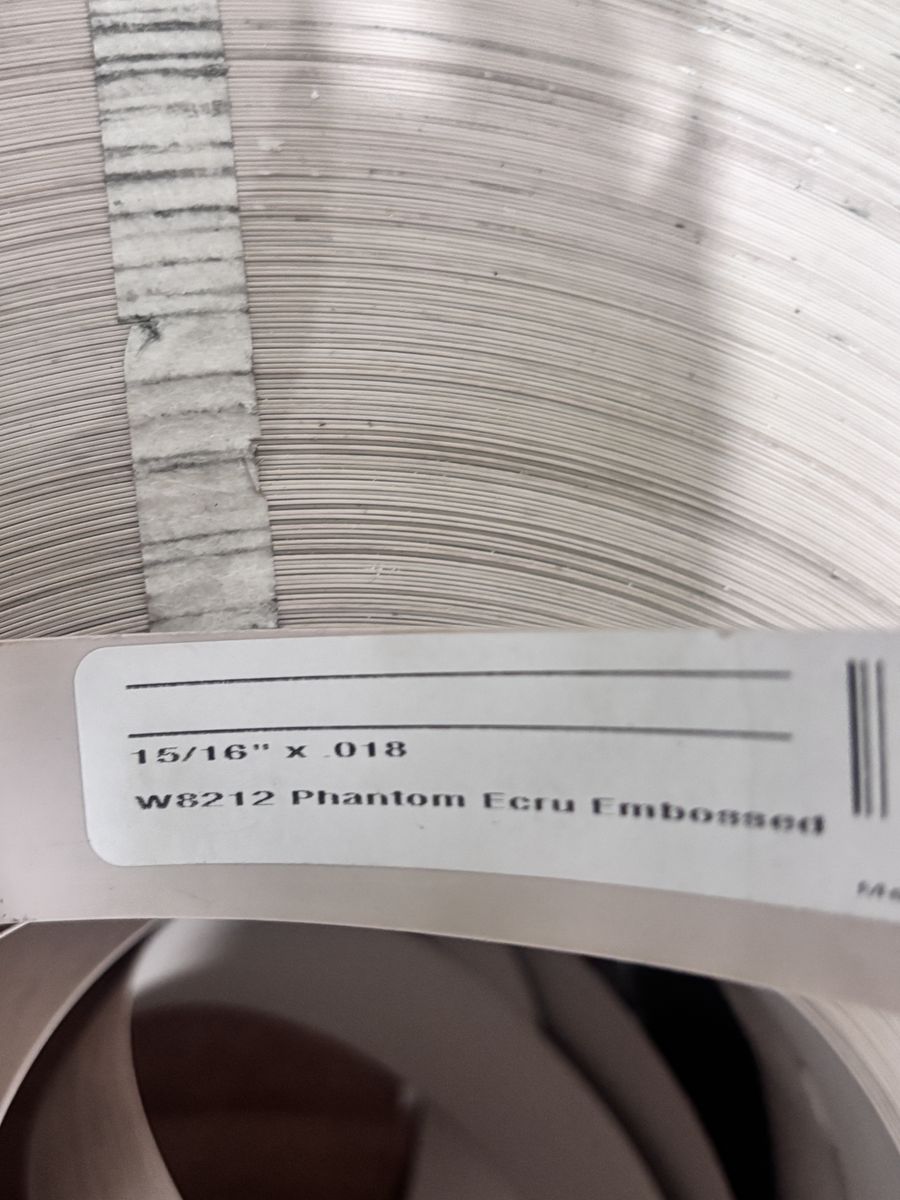 15/16" x .018
W8212 Phantom Ecru Embossed